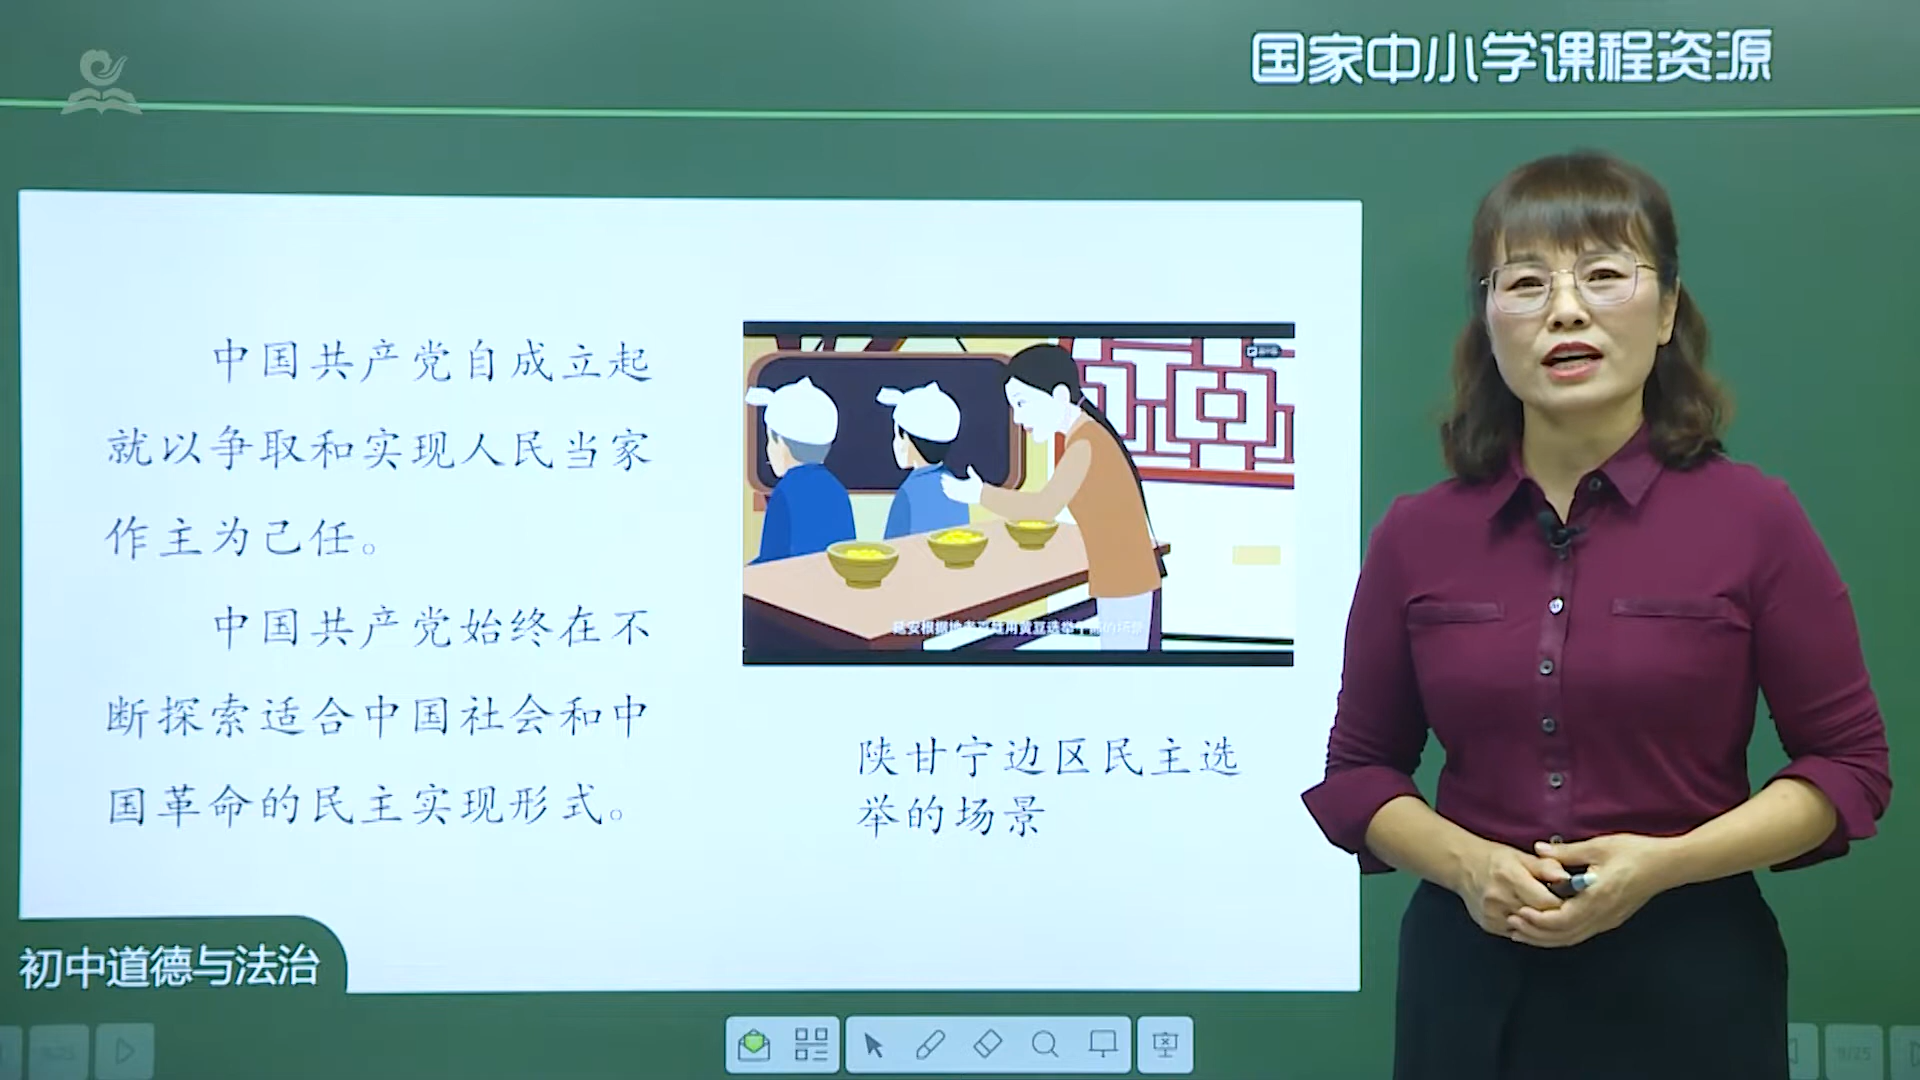 国家中小学课程资源
中国共产党自成立起
就以争取和实现人民当家
作主为己任。
中国共产党始终在不
断探索适合中国社会和中
国革命的民主实现形式。
陕甘宁边区民主选
举的场景
初中道德与法治